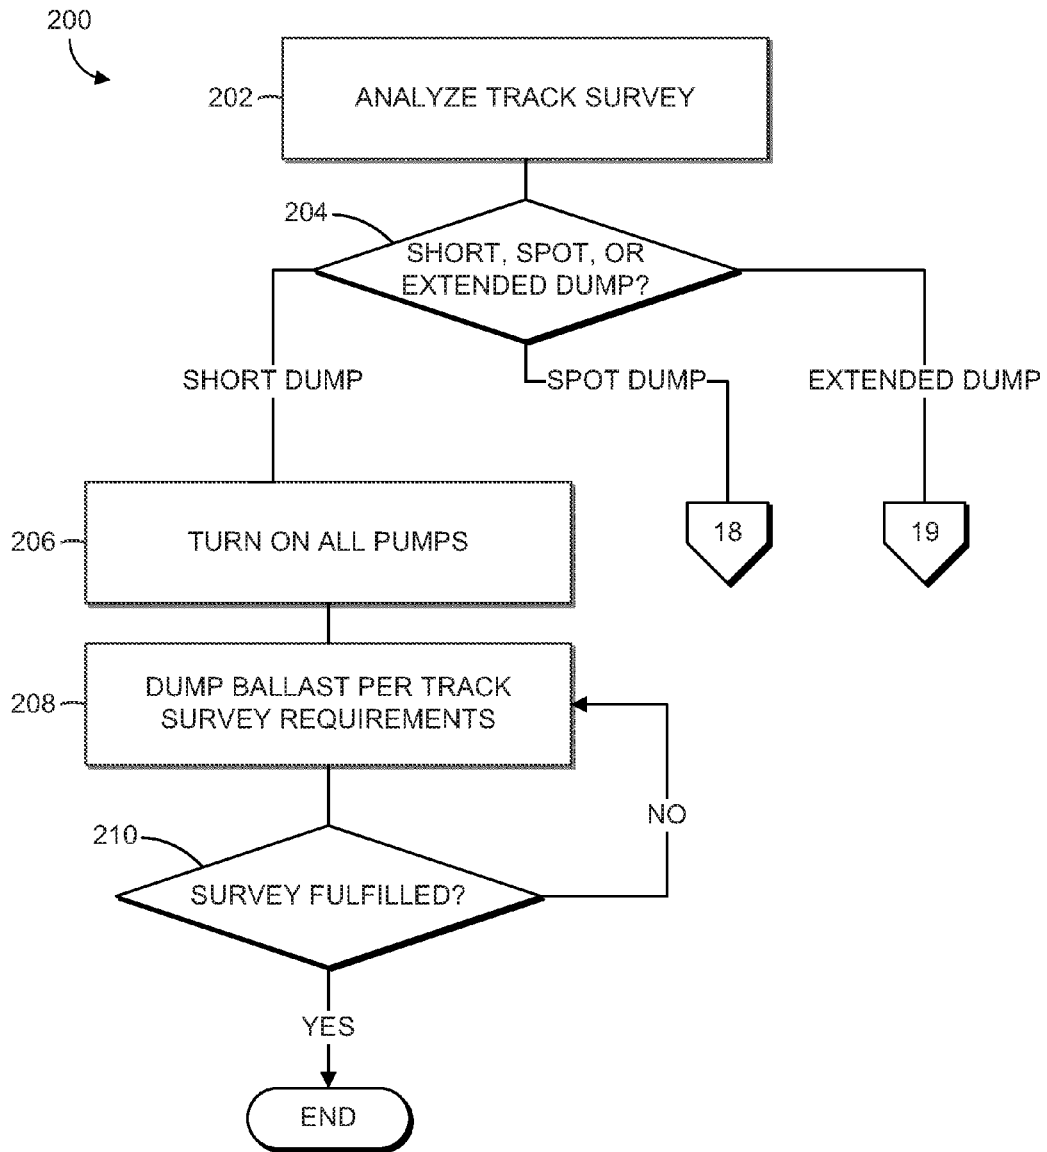 200
202
ANALYZE TRACK SURVEY
204
SHORT, SPOT, OR
EXTENDED DUMP?
SHORT DUMP
SPOT DUMP
EXTENDED DUMP
206
TURN ON ALL PUMPS
18
19
208
DUMP BALLAST PER TRACK
SURVEY REQUIREMENTS
NO
210
SURVEY FULFILLED?
YES
END